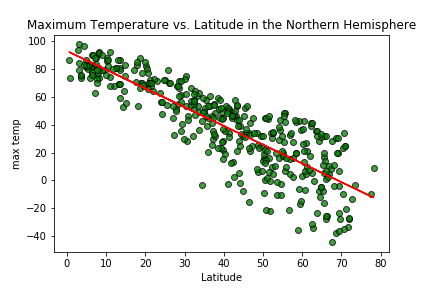 Maximum Temperature vs. Latitude in the Northern Hemisphere
100
80
60
40
20
0
−20
−40
max temp
0 10 20 30 40 50 60 70 80
Latitude